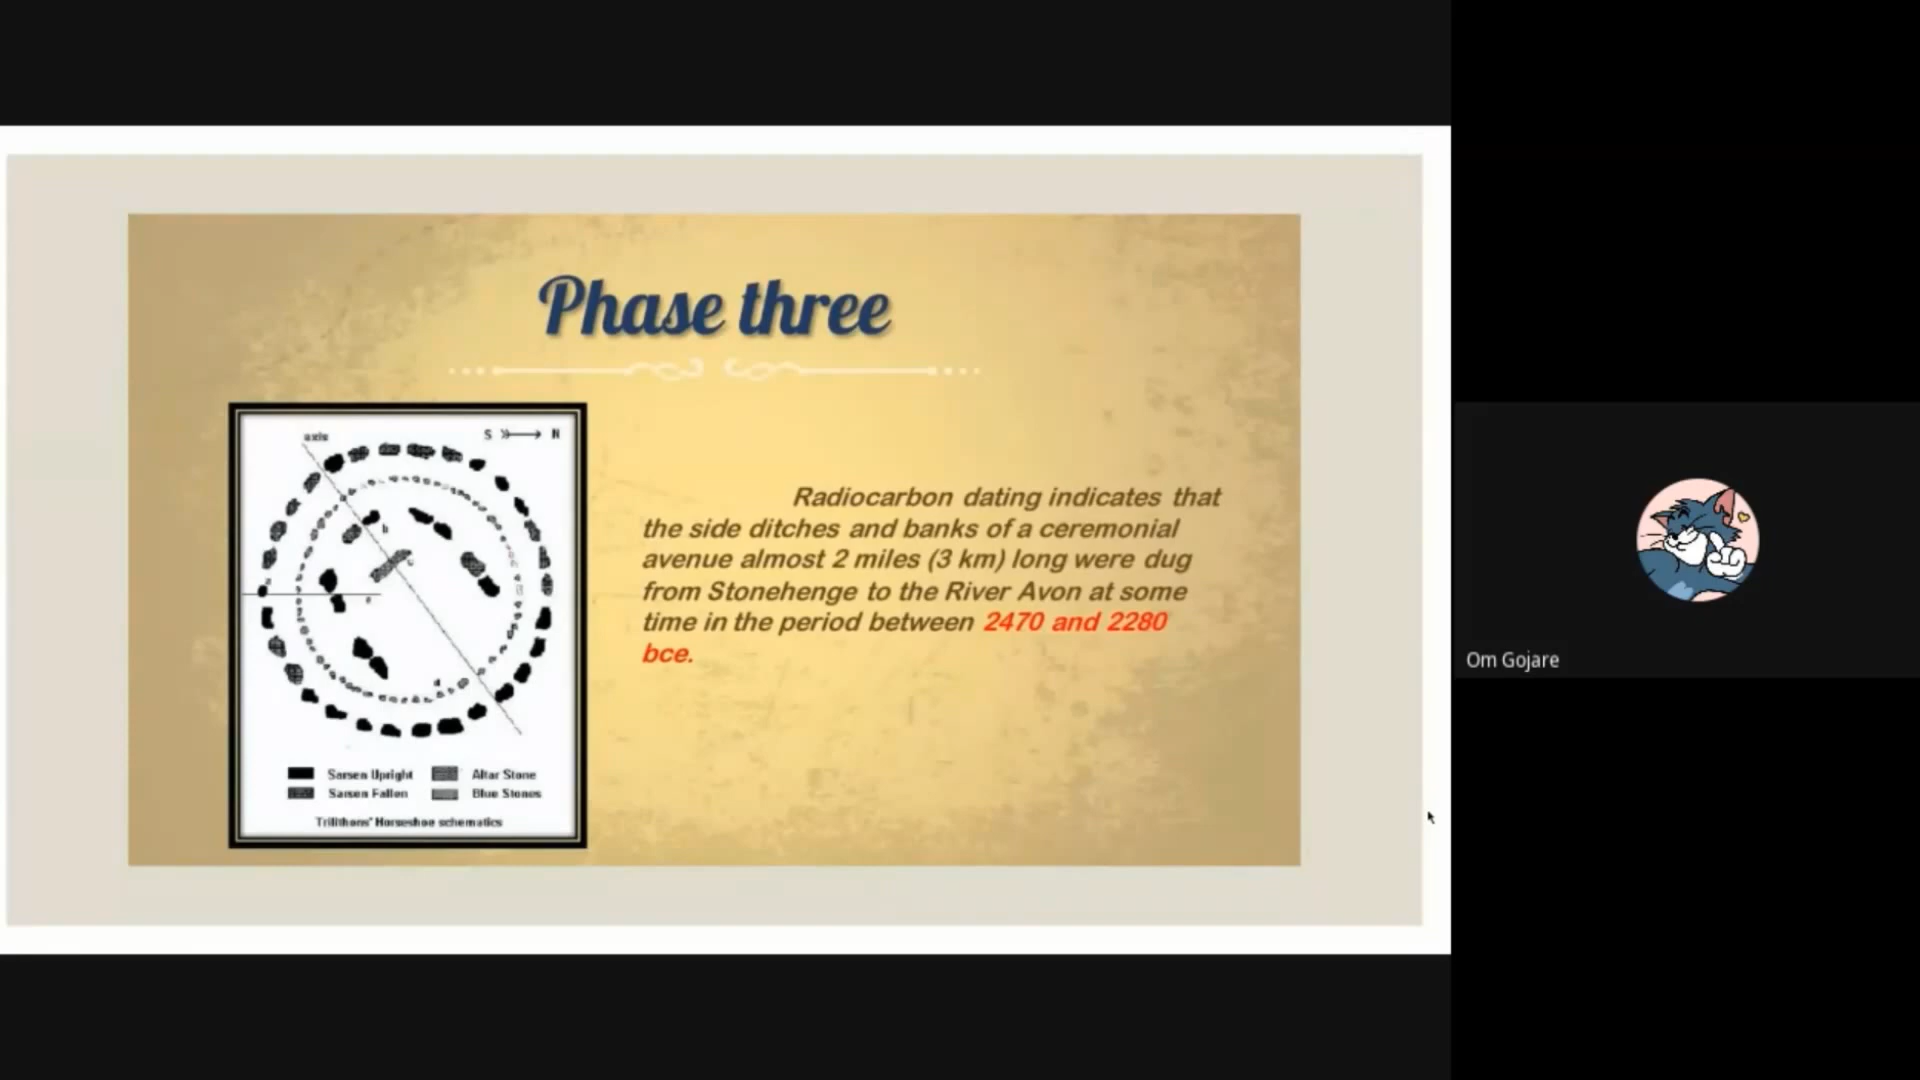 Phase three
axis
S N
b
c
a
e
d
Sarsen Upright
Altar Stone
Sarsen Fallen
Blue Stones
Trilithons' Horseshoe schematics
Radiocarbon dating indicates that
the side ditches and banks of a ceremonial
avenue almost 2 miles (3 km) long were dug
from Stonehenge to the River Avon at some
time in the period between 2470 and 2280
bce.
Om Gojare